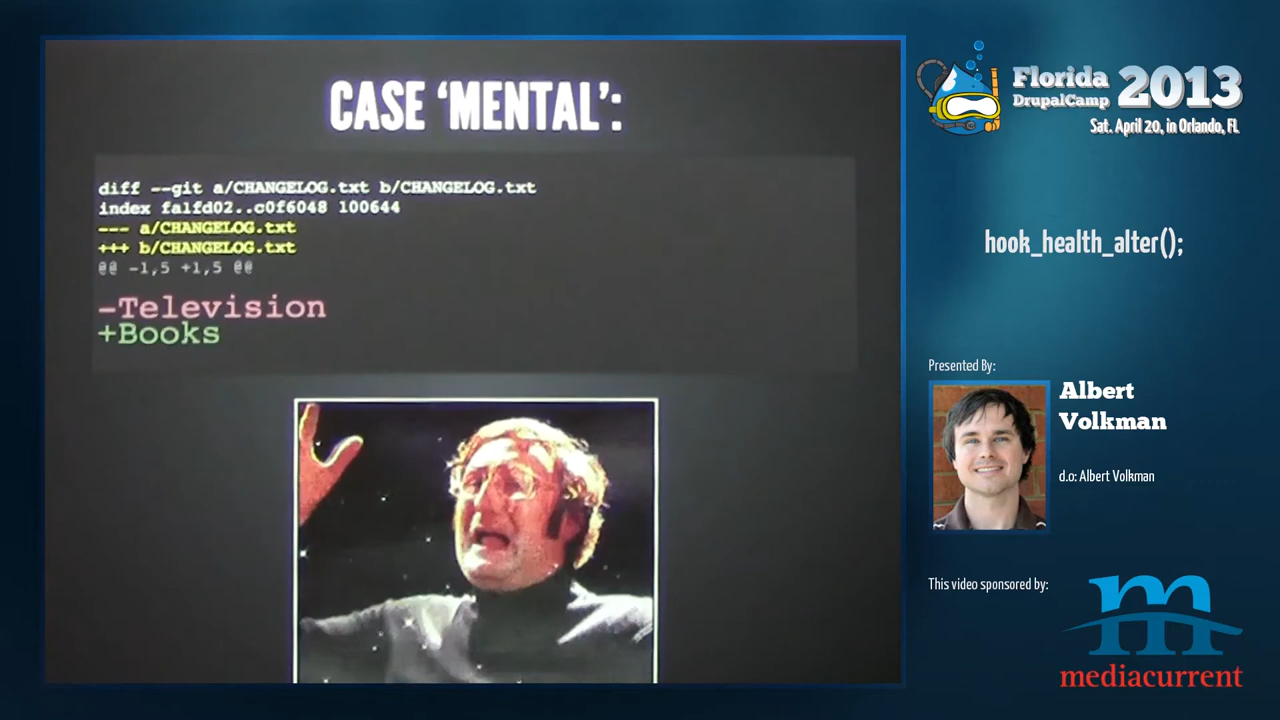 CASE ‘MENTAL’:
diff --git a/CHANGELOG.txt b/CHANGELOG.txt
index fa1fd02..c0f6048 100644
--- a/CHANGELOG.txt
+++ b/CHANGELOG.txt
@@ -1,5 +1,5 @@
-Television
+Books
Florida
DrupalCamp
2013
Sat. April 20, in Orlando, FL
hook_health_alter();
Presented By:
Albert
Volkman
d.o: Albert Volkman
This video sponsored by:
m
mediacurrent